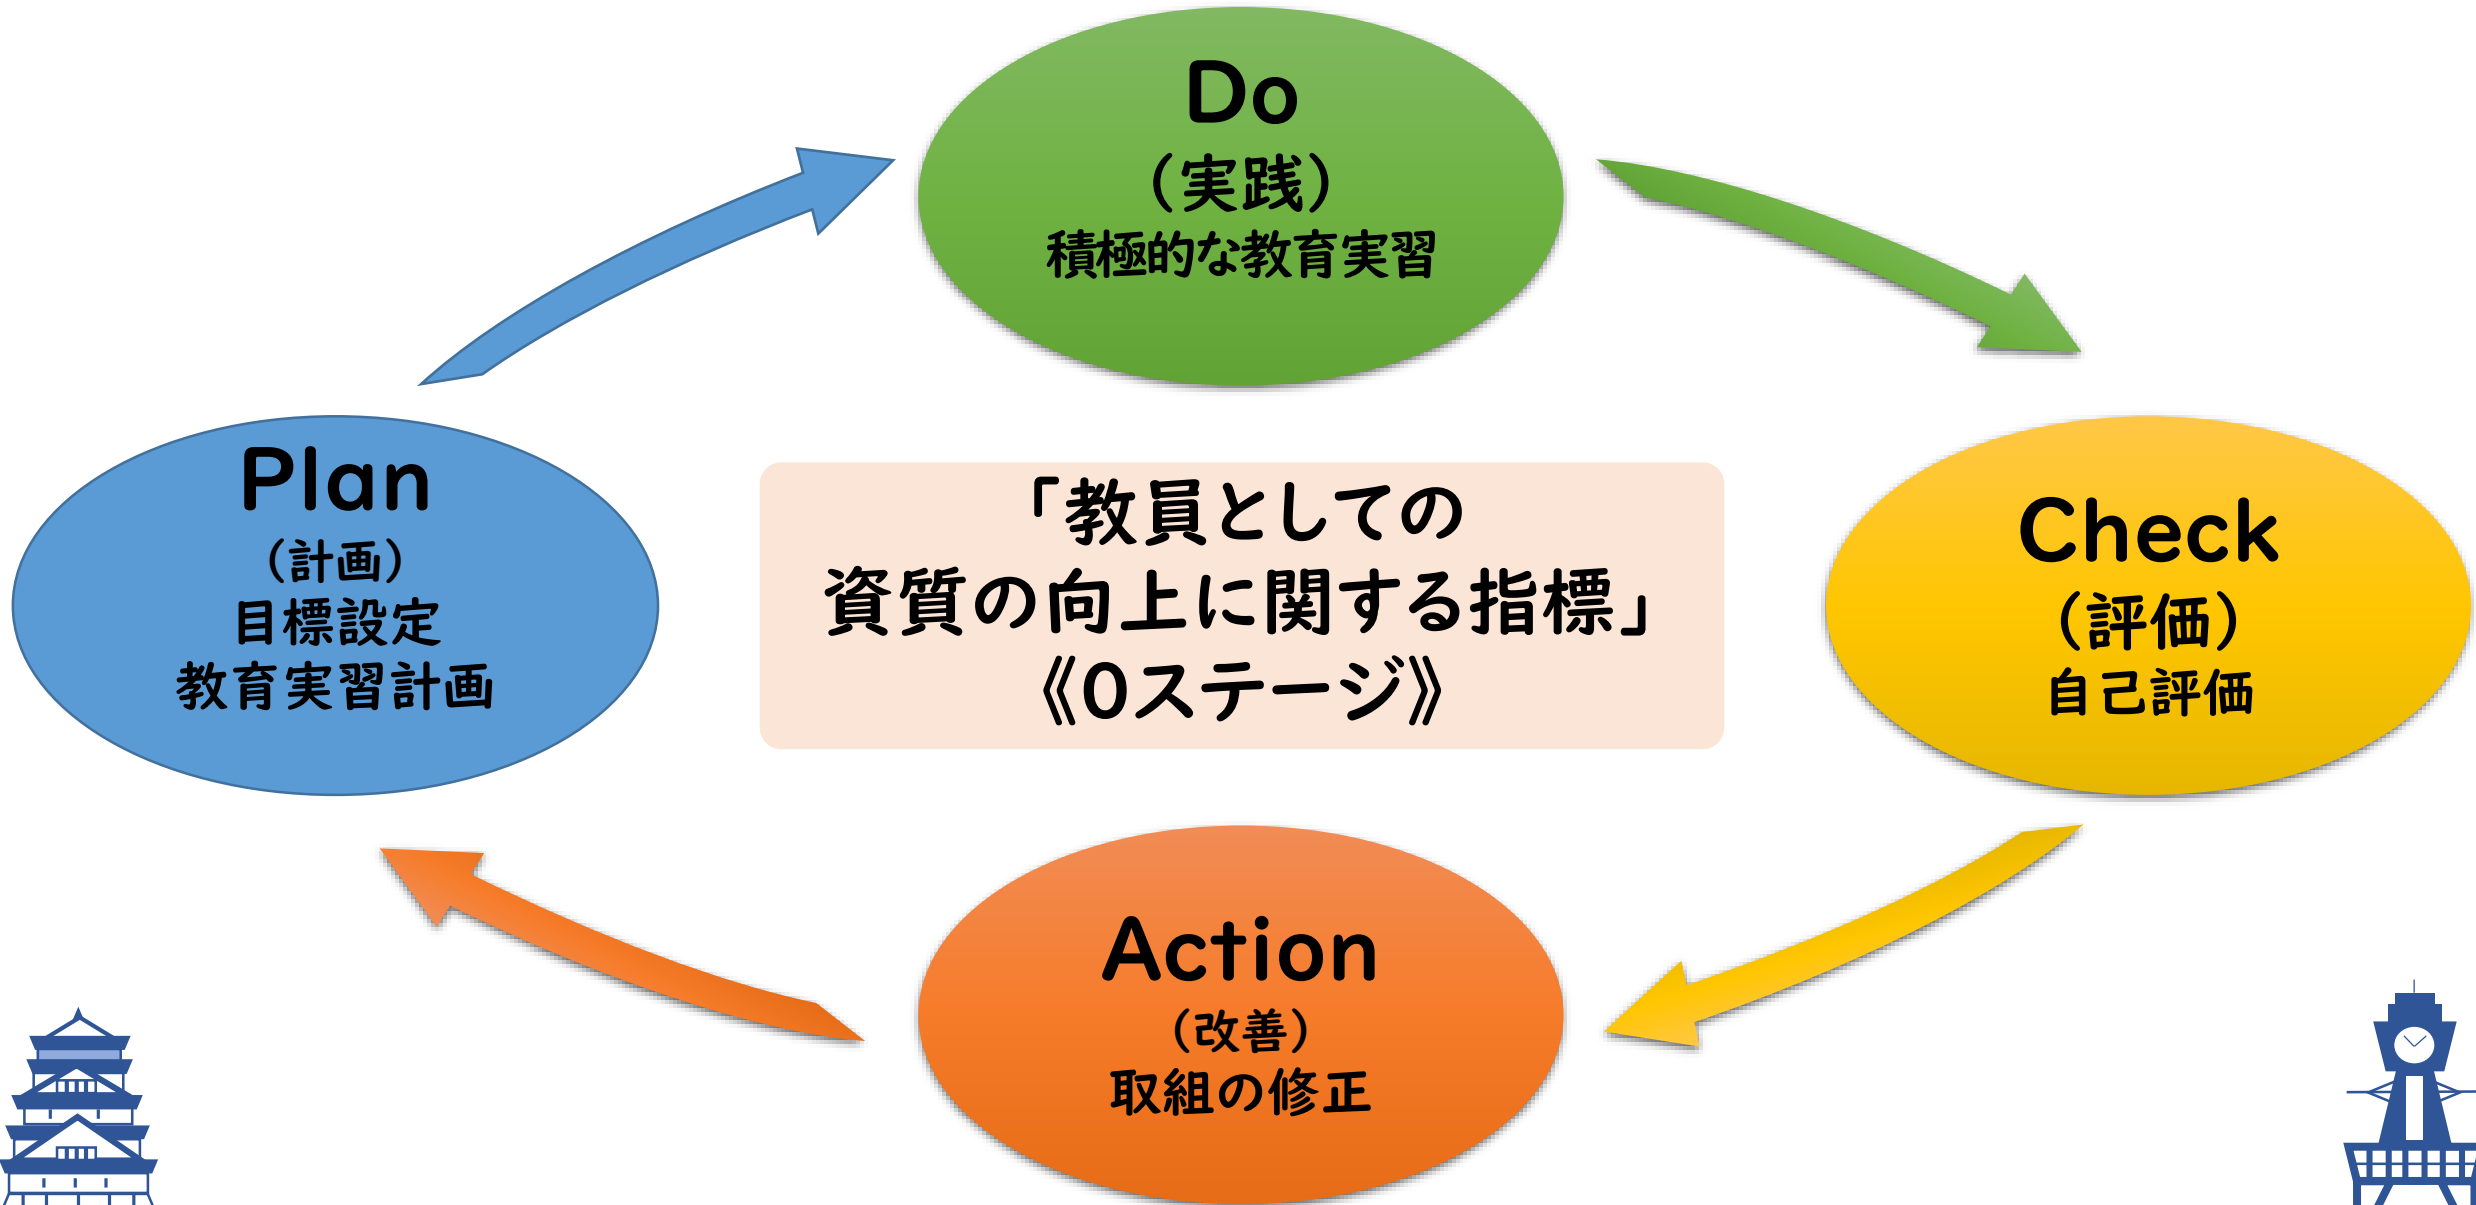 Do
（実践）
積極的な教育実習
Plan
（計画）
目標設定
教育実習計画
「教員としての
資質の向上に関する指標」
《０ステージ》
Check
（評価）
自己評価
Action
（改善）
取組の修正